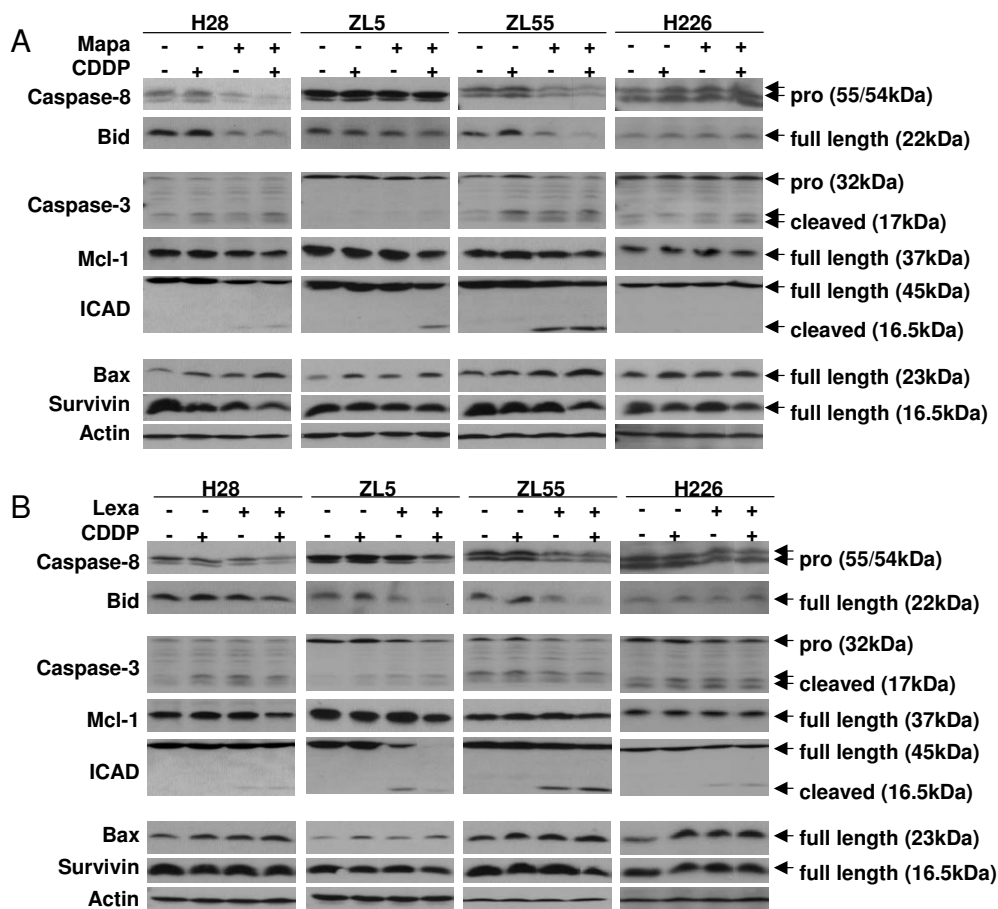 A
H28 ZL5 ZL55 H226
Mapa - - + + - - + + - - + + - - + +
CDDP - + - + - + - + - + - + - + - +
Caspase-8 pro (55/54kDa)
Bid full length (22kDa)
Caspase-3 pro (32kDa)
cleaved (17kDa)
Mcl-1 full length (37kDa)
ICAD full length (45kDa)
cleaved (16.5kDa)
Bax full length (23kDa)
Survivin full length (16.5kDa)
Actin
B
H28 ZL5 ZL55 H226
Lexa - - + + - - + + - - + + - - + +
CDDP - + - + - + - + - + - + - + - +
Caspase-8 pro (55/54kDa)
Bid full length (22kDa)
Caspase-3 pro (32kDa)
cleaved (17kDa)
Mcl-1 full length (37kDa)
ICAD full length (45kDa)
cleaved (16.5kDa)
Bax full length (23kDa)
Survivin full length (16.5kDa)
Actin